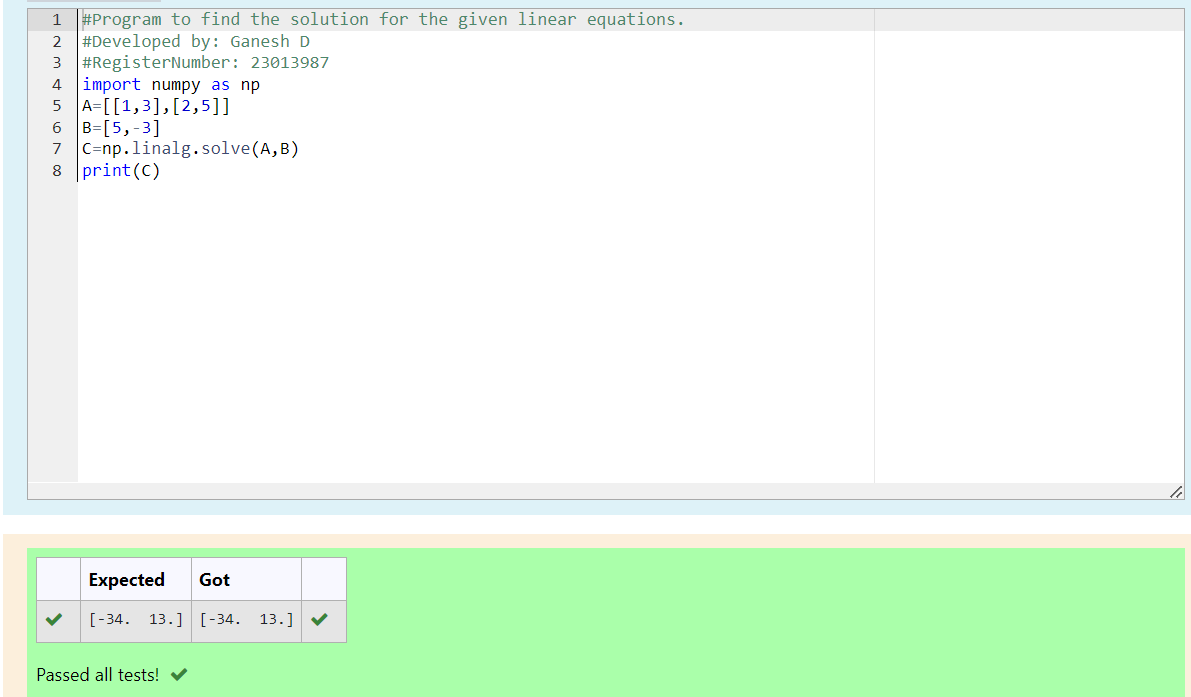 1 #Program to find the solution for the given linear equations.
2 #Developed by: Ganesh D
3 #RegisterNumber: 23013987
4 import numpy as np
5 A=[[1,3],[2,5]]
6 B=[5,-3]
7 C=np.linalg.solve(A,B)
8 print(C)
Expected Got
[-34.  13.] [-34.  13.]
Passed all tests!